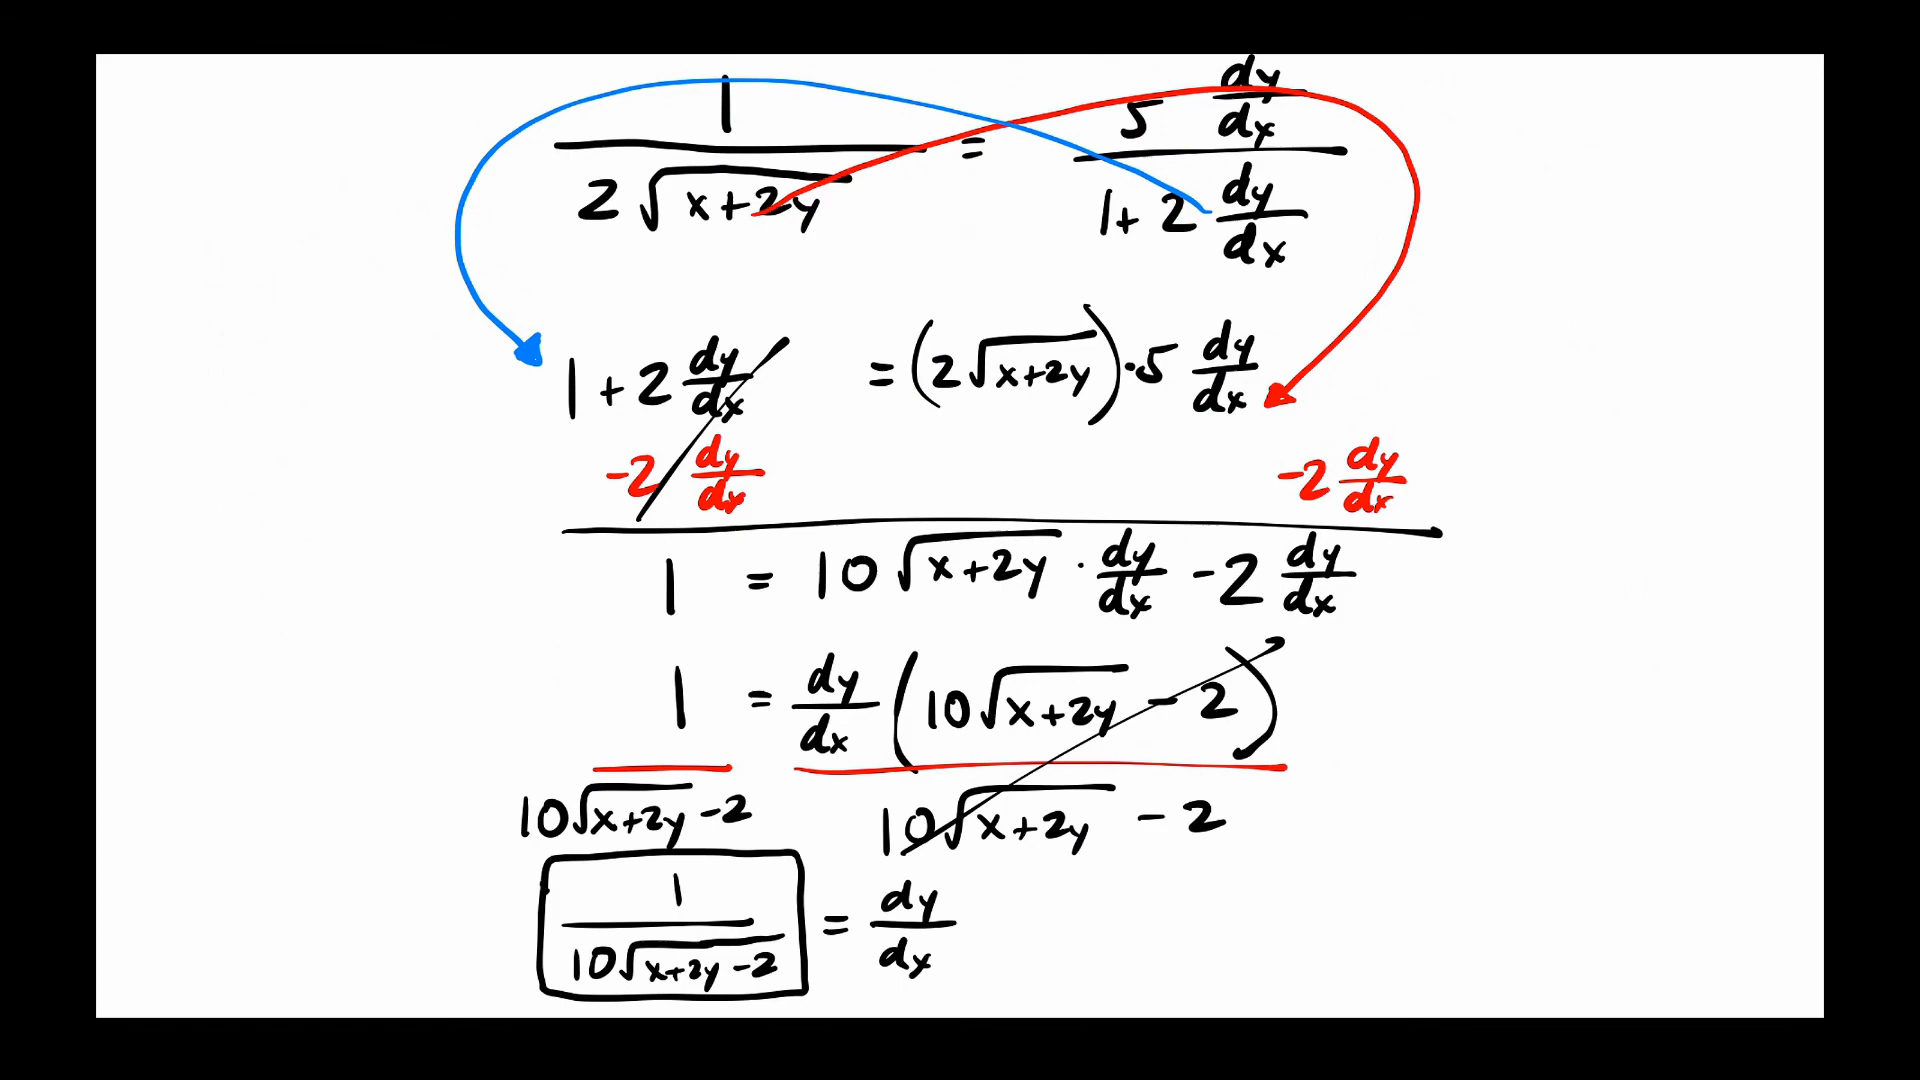 1/(2√(x+2y)) = (5 dy/dx)/(1+2 dy/dx)
1 + 2 dy/dx = (2√(x+2y))·5 dy/dx
-2 dy/dx -2 dy/dx
1 = 10√(x+2y) · dy/dx - 2 dy/dx
1 = dy/dx (10√(x+2y) - 2)
10√(x+2y) - 2 10√(x+2y) - 2
1/(10√(x+2y-2)) = dy/dx